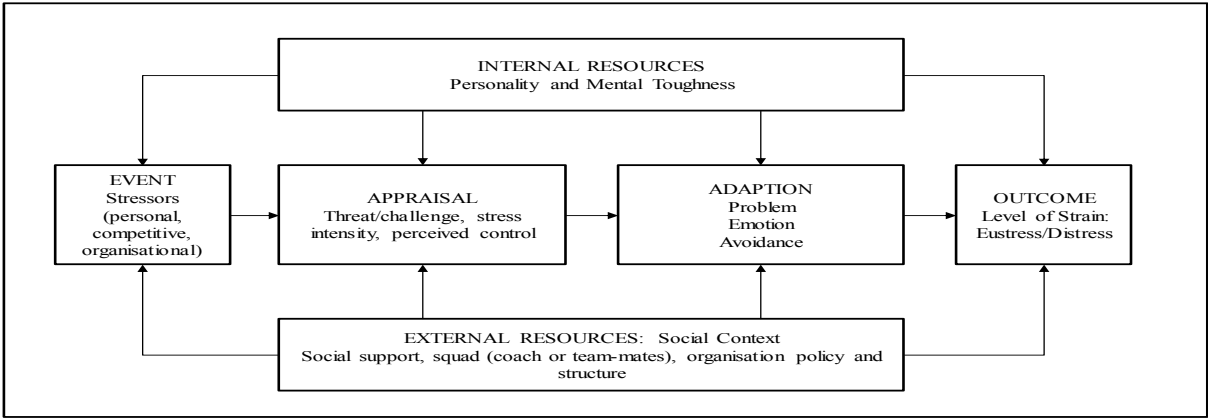 INTERNAL RESOURCES
Personality and Mental Toughness
EVENT
Stressors
(personal,
competitive,
organisational)
APPRAISAL
Threat/challenge, stress
intensity, perceived control
ADAPTION
Problem
Emotion
Avoidance
OUTCOME
Level of Strain:
Eustress/Distress
EXTERNAL RESOURCES: Social Context
Social support, squad (coach or team-mates), organisation policy and
structure